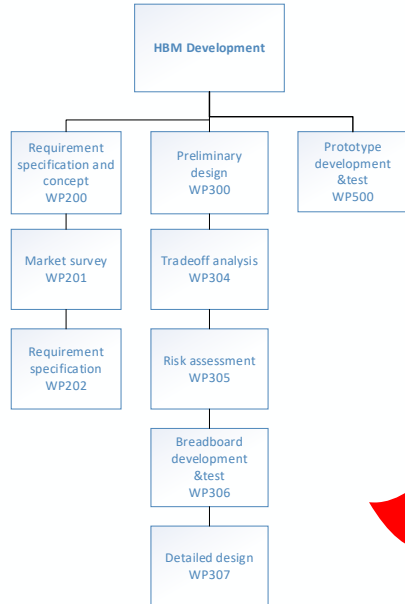 HBM Development
Requirement
specification and
concept
WP200
Preliminary
design
WP300
Prototype
development
&test
WP500
Market survey
WP201
Tradeoff analysis
WP304
Requirement
specification
WP202
Risk assessment
WP305
Breadboard
development
&test
WP306
Detailed design
WP307